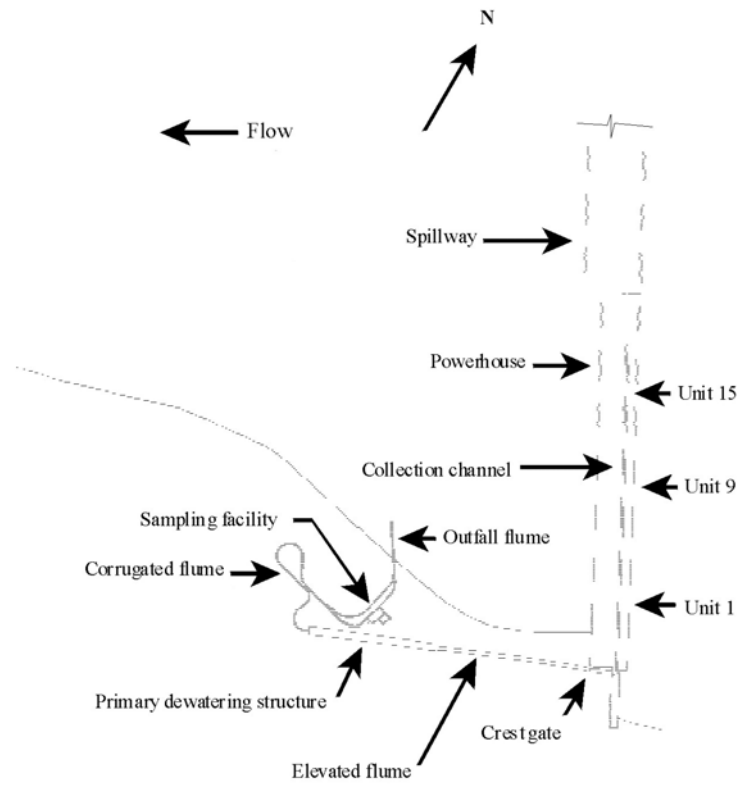 N
Flow
Spillway
Powerhouse
Unit 15
Collection channel
Unit 9
Sampling facility
Outfall flume
Corrugated flume
Unit 1
Primary dewatering structure
Crest gate
Elevated flume